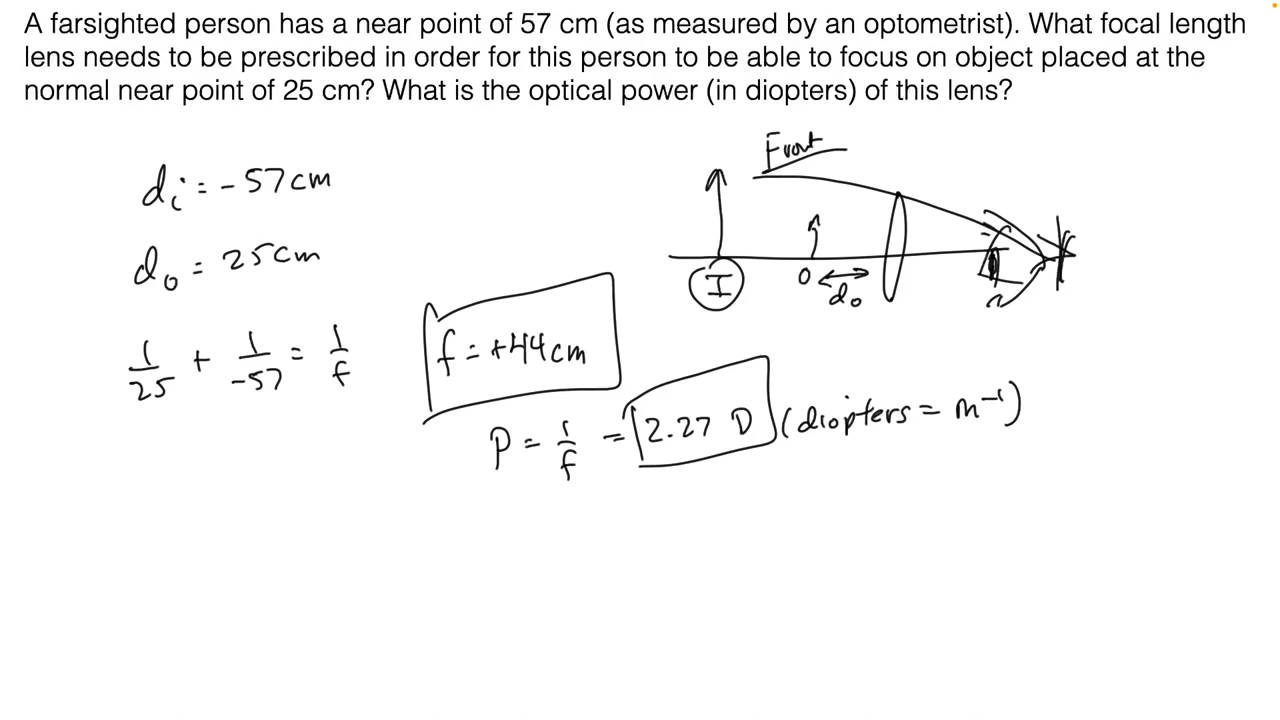 A farsighted person has a near point of 57 cm (as measured by an optometrist). What focal length
lens needs to be prescribed in order for this person to be able to focus on object placed at the
normal near point of 25 cm? What is the optical power (in diopters) of this lens?
Front
di = -57cm
do = 25cm
I
O
do
1/25 + 1/-57 = 1/f
f = +44cm
P = 1/f = 2.27 D (diopters = m⁻¹)